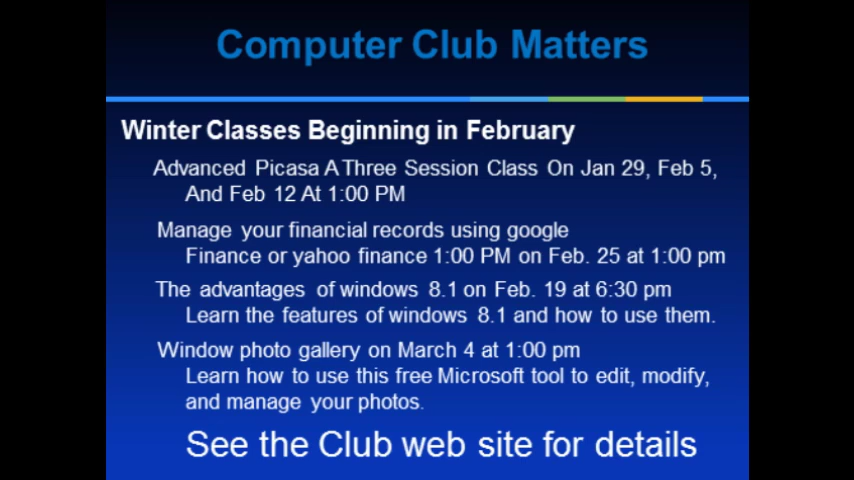 Computer Club Matters
Winter Classes Beginning in February
Advanced Picasa A Three Session Class On Jan 29, Feb 5,
And Feb 12 At 1:00 PM
Manage your financial records using google
Finance or yahoo finance 1:00 PM on Feb. 25 at 1:00 pm
The advantages of windows 8.1 on Feb. 19 at 6:30 pm
Learn the features of windows 8.1 and how to use them.
Window photo gallery on March 4 at 1:00 pm
Learn how to use this free Microsoft tool to edit, modify,
and manage your photos.
See the Club web site for details